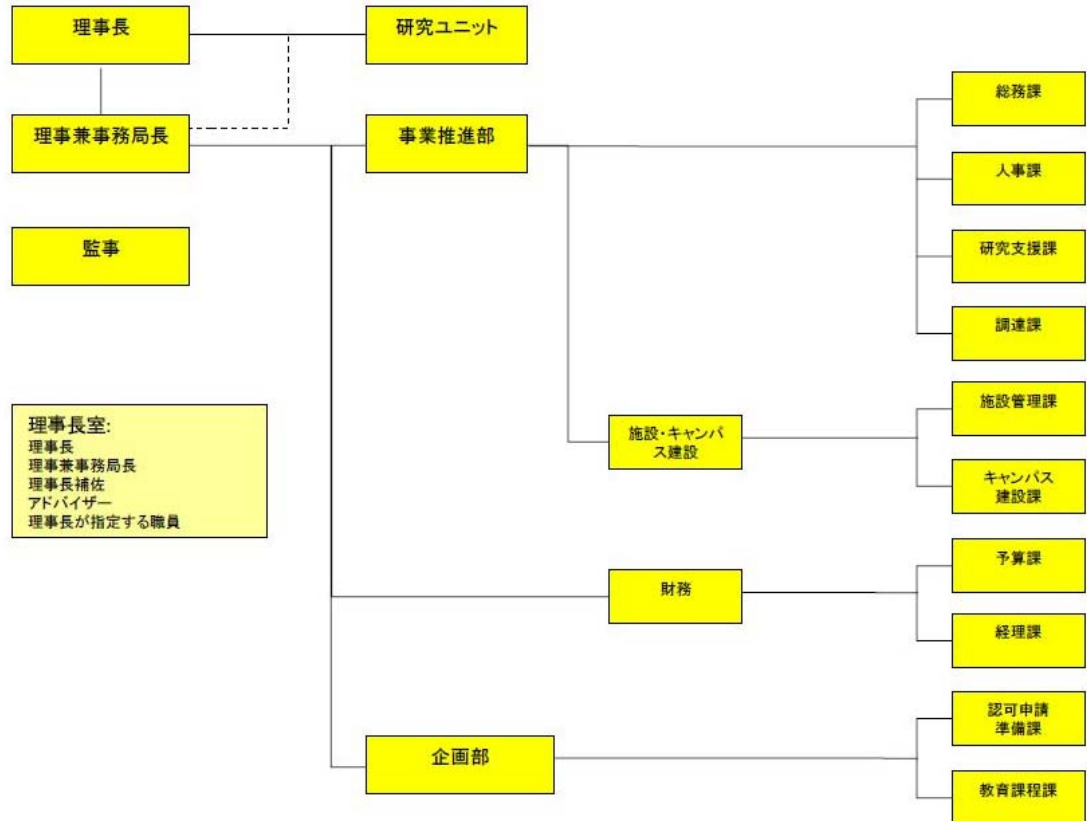 理事長
研究ユニット
総務課
理事兼事務局長
事業推進部
人事課
監事
研究支援課
調達課
理事長室:
理事長
理事兼事務局長
理事長補佐
アドバイザー
理事長が指定する職員
施設・キャンパ
ス建設
施設管理課
キャンパス
建設課
財務
予算課
経理課
企画部
認可申請
準備課
教育課程課